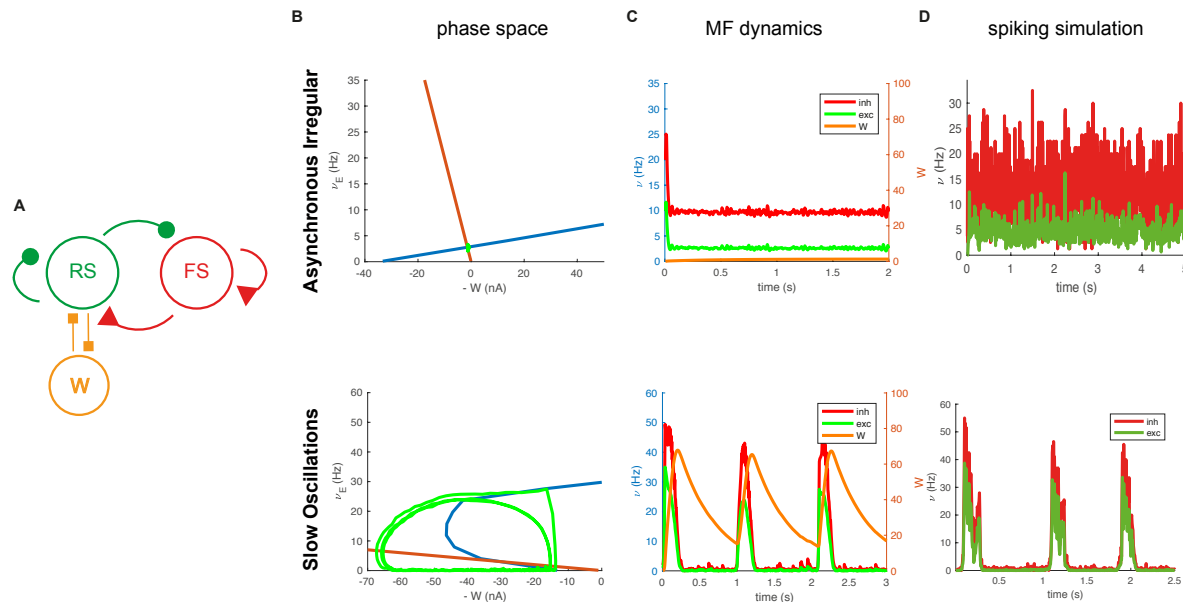 B
phase space
C
MF dynamics
D
spiking simulation
A
RS
FS
W
Asynchronous Irregular
35
30
25
20
15
10
5
0
ν_E (Hz)
-40
-20
0
20
40
- W (nA)
35
30
25
20
15
10
5
0
ν (Hz)
100
80
60
40
20
0
W
inh
exc
W
0
0.5
1
1.5
2
time (s)
30
25
20
15
10
5
0
ν (Hz)
0
1
2
3
4
5
time (s)
Slow Oscillations
60
50
40
30
20
10
0
ν_E (Hz)
-70
-60
-50
-40
-30
-20
-10
0
- W (nA)
60
50
40
30
20
10
0
ν (Hz)
100
80
60
40
20
0
W
inh
exc
W
0
0.5
1
1.5
2
2.5
3
time (s)
60
50
40
30
20
10
0
ν (Hz)
inh
exc
0.5
1
1.5
2
2.5
time (s)